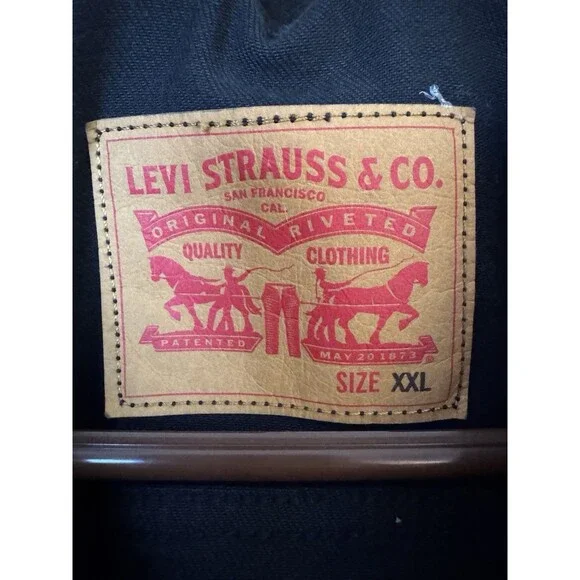 LEVI STRAUSS & CO.
SAN FRANCISCO
CAL.
ORIGINAL RIVETED
QUALITY CLOTHING
PATENTED MAY 20 1873
SIZE XXL